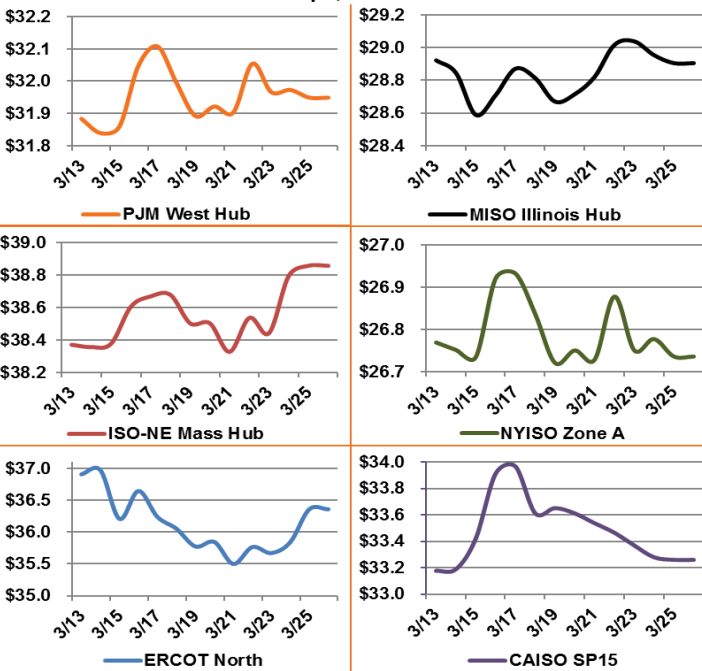 $32.2
$32.1
$32.0
$31.9
$31.8
3/13 3/15 3/17 3/19 3/21 3/23 3/25
PJM West Hub
$29.2
$29.0
$28.8
$28.6
$28.4
3/13 3/15 3/17 3/19 3/21 3/23 3/25
MISO Illinois Hub
$39.0
$38.8
$38.6
$38.4
$38.2
3/13 3/15 3/17 3/19 3/21 3/23 3/25
ISO-NE Mass Hub
$27.0
$26.9
$26.8
$26.7
3/13 3/15 3/17 3/19 3/21 3/23 3/25
NYISO Zone A
$37.0
$36.5
$36.0
$35.5
$35.0
3/13 3/15 3/17 3/19 3/21 3/23 3/25
ERCOT North
$34.0
$33.8
$33.6
$33.4
$33.2
$33.0
3/13 3/15 3/17 3/19 3/21 3/23 3/25
CAISO SP15